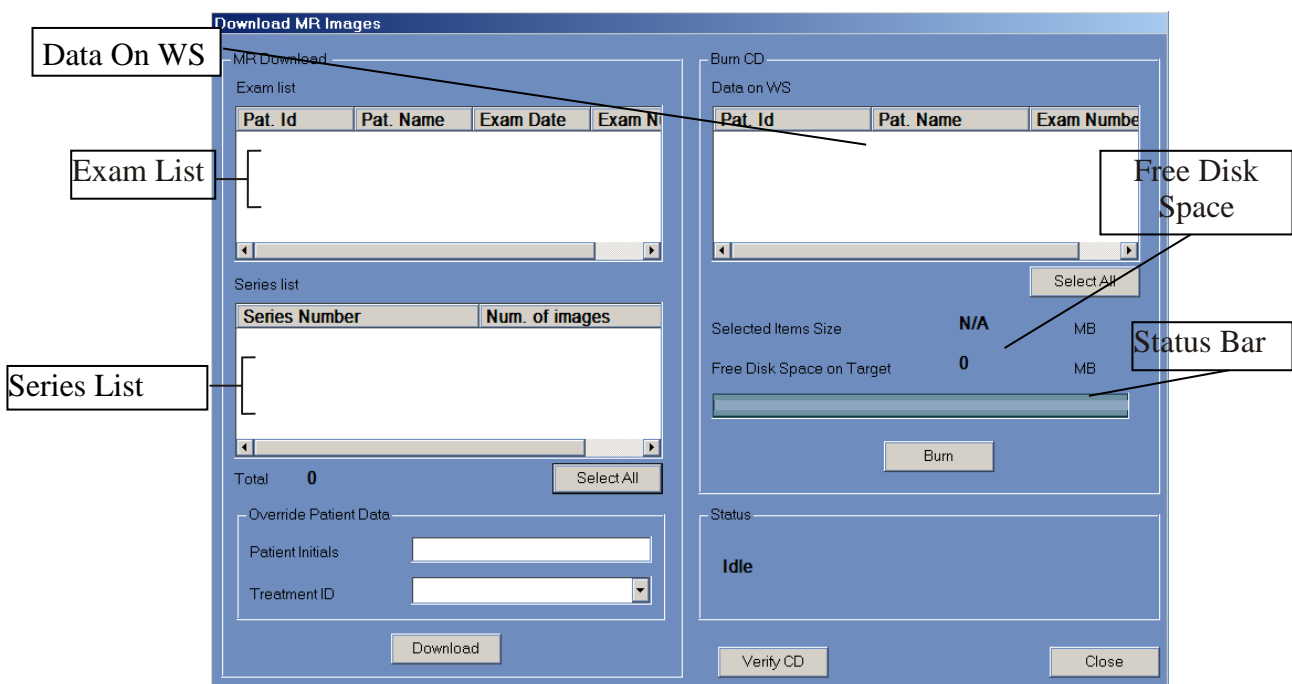 Download MR Images
Data On WS
MR Download
Exam list
Pat. Id Pat. Name Exam Date Exam Nu
Exam List
Series list
Series Number Num. of images
Series List
Total 0 Select All
Override Patient Data
Patient Initials
Treatment ID
Download
Burn CD
Data on WS
Pat. Id Pat. Name Exam Numbe
Free Disk
Space
Select All
Selected Items Size N/A MB
Status Bar
Free Disk Space on Target 0 MB
Burn
Status
Idle
Verify CD Close